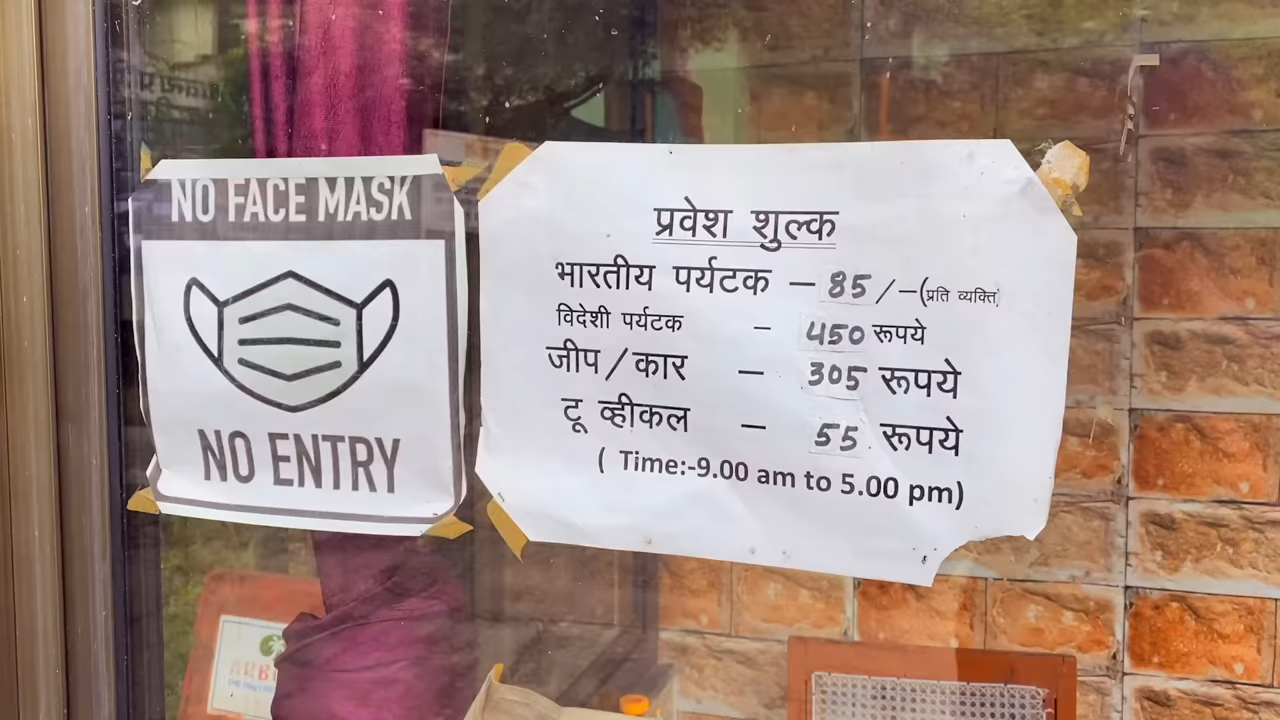 NO FACE MASK
NO ENTRY
प्रवेश शुल्क
भारतीय पर्यटक – 85/–(प्रति व्यक्ति)
विदेशी पर्यटक – 450 रूपये
जीप/कार – 305 रूपये
टू व्हीकल – 55 रूपये
( Time:-9.00 am to 5.00 pm)